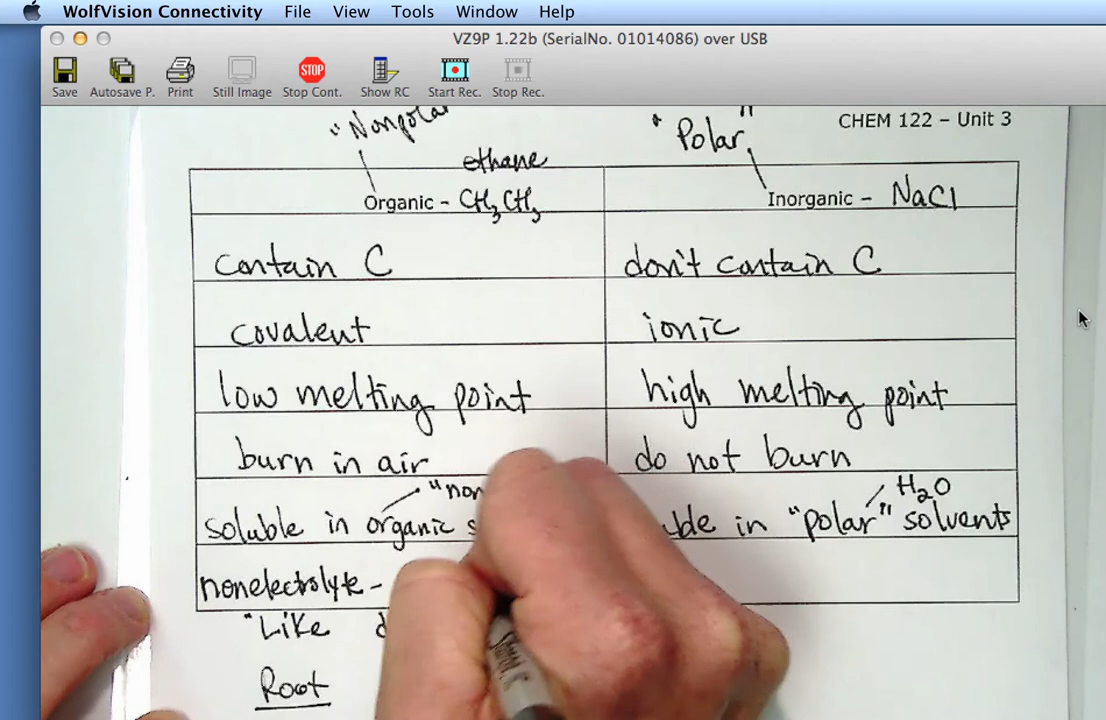 WolfVision Connectivity File View Tools Window Help
VZ9P 1.22b (SerialNo. 01014086) over USB
Save Autosave P. Print Still Image Stop Cont. Show RC Start Rec. Stop Rec.
STOP
CHEM 122 – Unit 3
"Nonpolar "Polar"
ethane
Organic - CH3CH3 Inorganic - NaCl
contain C don't contain C
covalent ionic
low melting point high melting point
burn in air do not burn
"non H2O
soluble in organic in "polar" solvents
nonelectrolyte -
"Like
Root